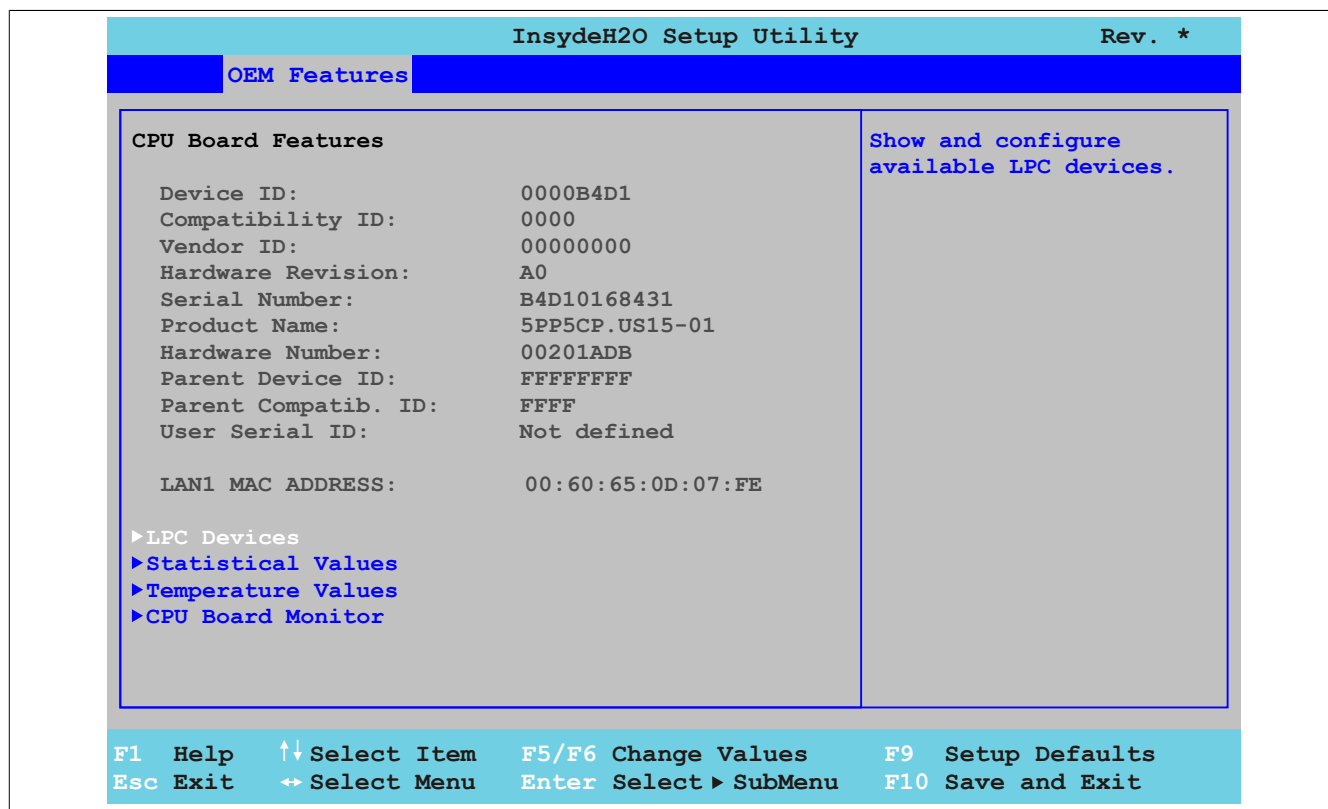 InsydeH2O Setup Utility Rev. *
OEM Features
CPU Board Features
Device ID: 0000B4D1
Compatibility ID: 0000
Vendor ID: 00000000
Hardware Revision: A0
Serial Number: B4D10168431
Product Name: 5PP5CP.US15-01
Hardware Number: 00201ADB
Parent Device ID: FFFFFFFF
Parent Compatib. ID: FFFF
User Serial ID: Not defined
LAN1 MAC ADDRESS: 00:60:65:0D:07:FE
▶LPC Devices
▶Statistical Values
▶Temperature Values
▶CPU Board Monitor
Show and configure
available LPC devices.
F1 Help ↑↓ Select Item F5/F6 Change Values F9 Setup Defaults
Esc Exit ↔ Select Menu Enter Select ▶ SubMenu F10 Save and Exit